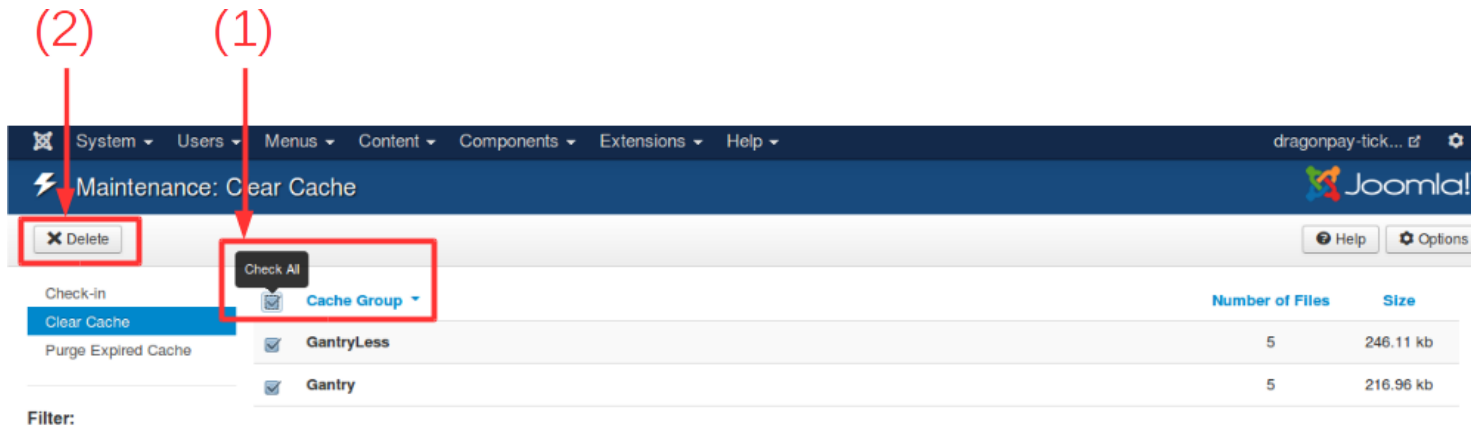 (2) (1)
System Users Menus Content Components Extensions Help dragonpay-tick...
Maintenance: Clear Cache Joomla!
Delete Help Options
Check All
Check-in
Cache Group Number of Files Size
Clear Cache
GantryLess 5 246.11 kb
Purge Expired Cache
Gantry 5 216.96 kb
Filter: